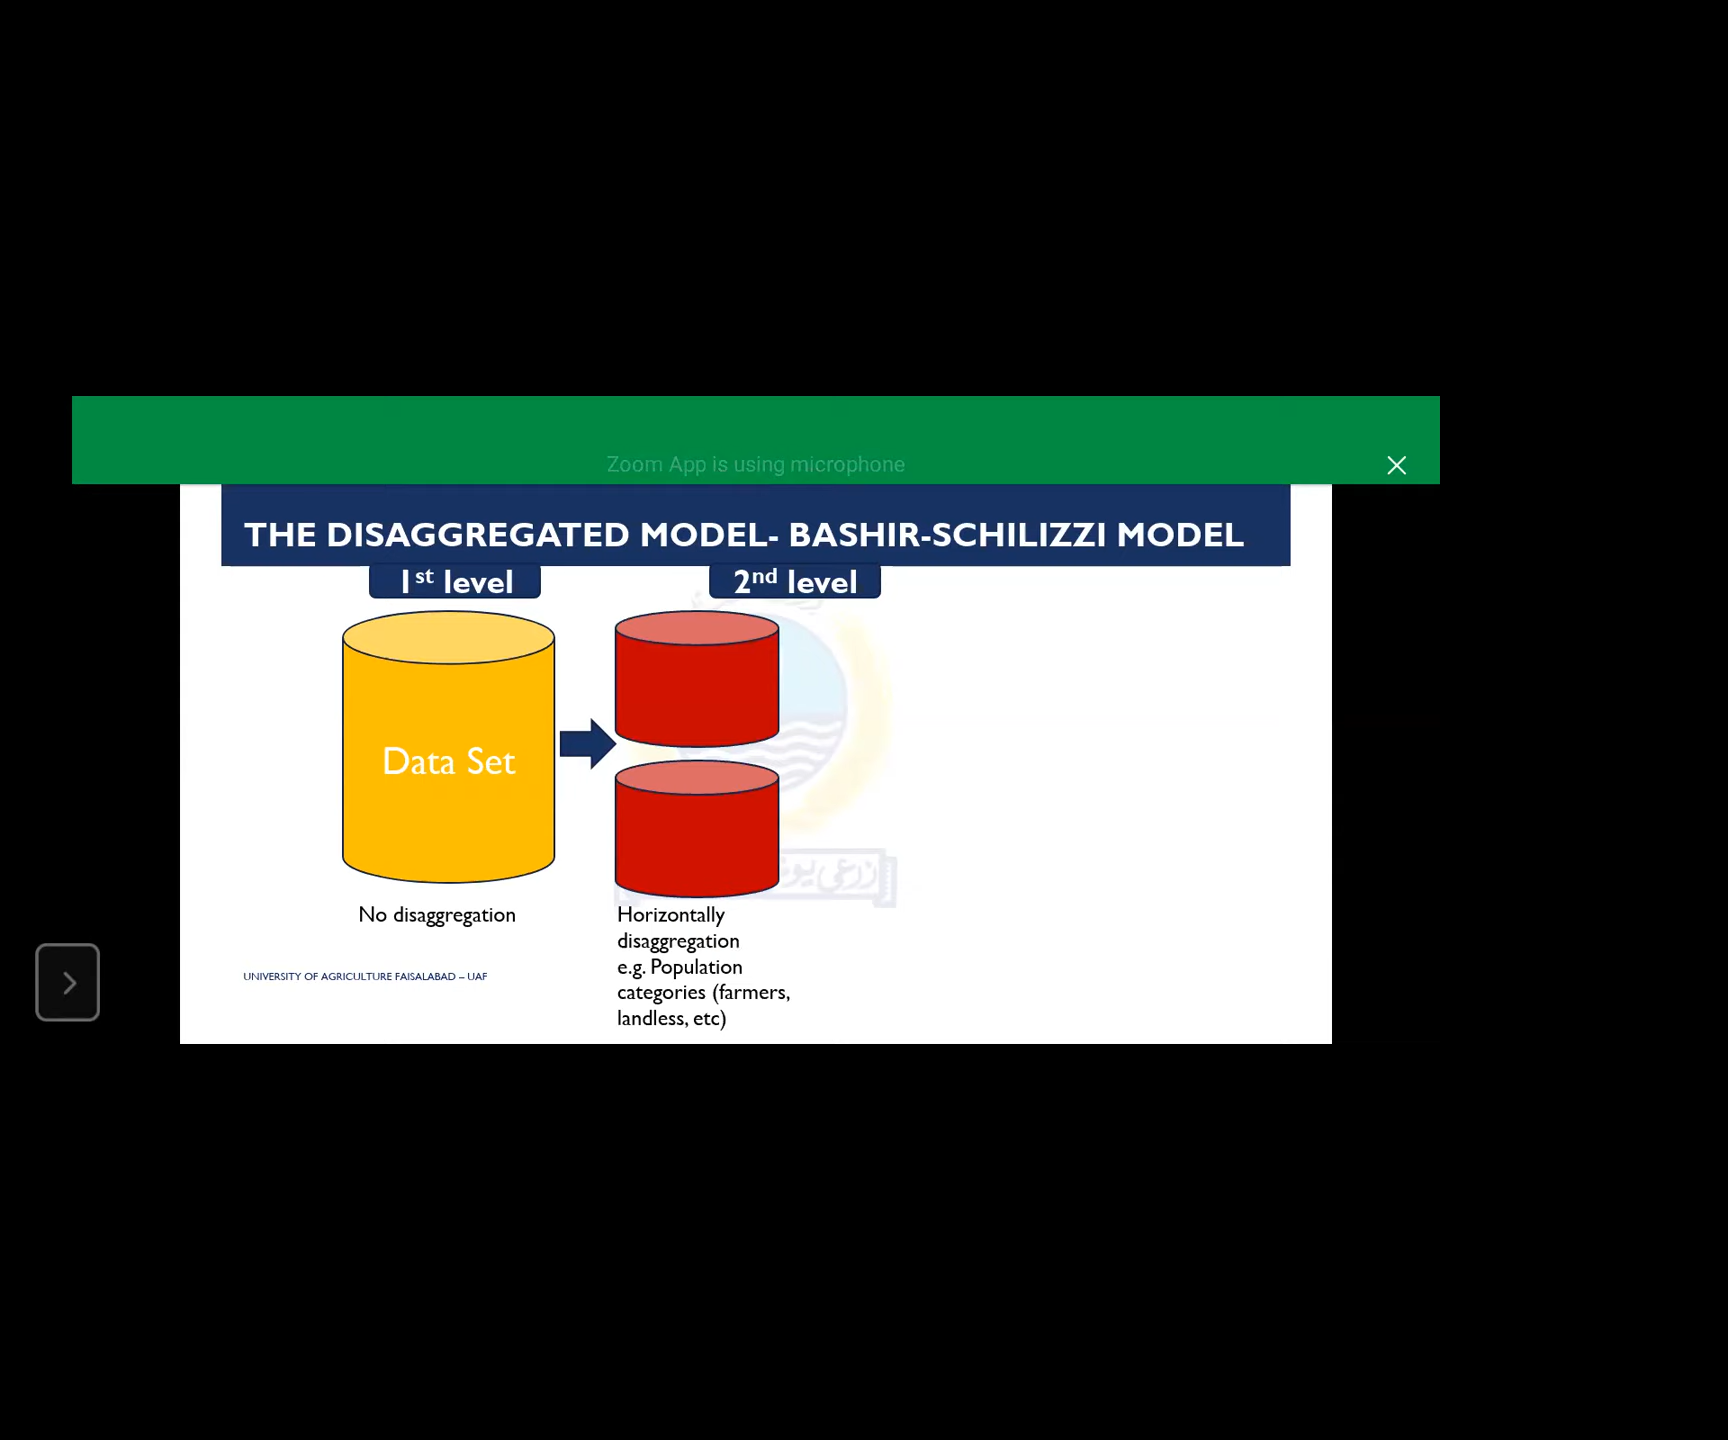 Zoom App is using microphone
THE DISAGGREGATED MODEL- BASHIR-SCHILIZZI MODEL
1st level
2nd level
Data Set
No disaggregation
Horizontally
disaggregation
e.g. Population
categories (farmers,
landless, etc)
UNIVERSITY OF AGRICULTURE FAISALABAD – UAF